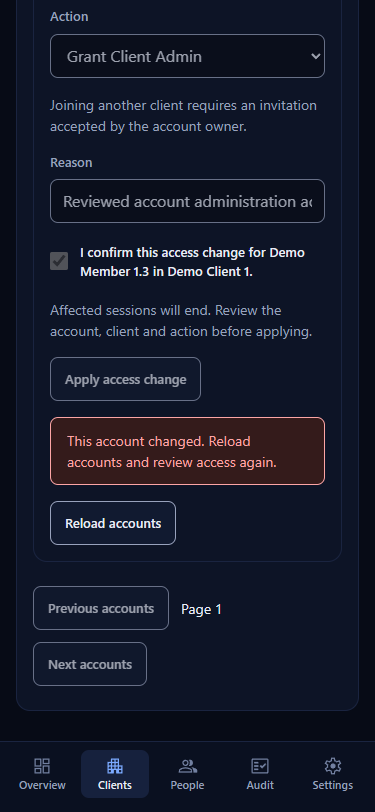 Action
Grant Client Admin
Joining another client requires an invitation
accepted by the account owner.
Reason
Reviewed account administration ac
I confirm this access change for Demo
Member 1.3 in Demo Client 1.
Affected sessions will end. Review the
account, client and action before applying.
Apply access change
This account changed. Reload
accounts and review access again.
Reload accounts
Previous accounts Page 1
Next accounts
Overview Clients People Audit Settings